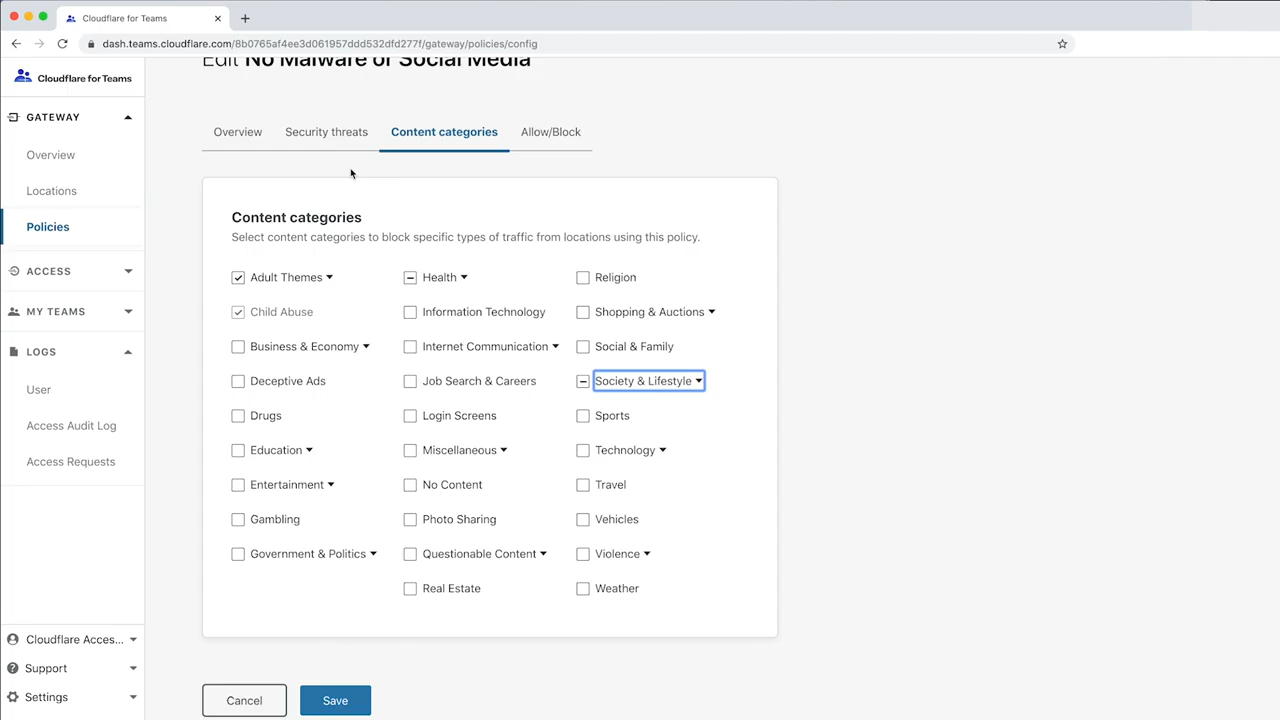 Cloudflare for Teams
dash.teams.cloudflare.com/8b0765af4ee3d061957ddd532dfd277f/gateway/policies/config
Cloudflare for Teams
GATEWAY
Overview
Locations
Policies
ACCESS
MY TEAMS
LOGS
User
Access Audit Log
Access Requests
Cloudflare Acces...
Support
Settings
Edit No Malware or Social Media
Overview Security threats Content categories Allow/Block
Content categories
Select content categories to block specific types of traffic from locations using this policy.
Adult Themes Health Religion
Child Abuse Information Technology Shopping & Auctions
Business & Economy Internet Communication Social & Family
Deceptive Ads Job Search & Careers Society & Lifestyle
Drugs Login Screens Sports
Education Miscellaneous Technology
Entertainment No Content Travel
Gambling Photo Sharing Vehicles
Government & Politics Questionable Content Violence
Real Estate Weather
Cancel Save